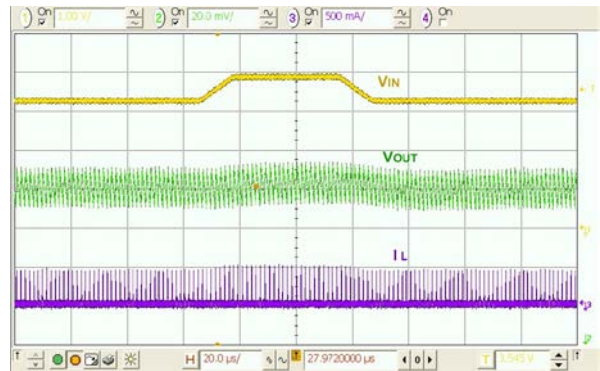 1 On 1.00 V/ 2 On 20.0 mV/ 3 On 500 mA/ 4 On
VIN
T
VOUT
IL
H 20.0 µs/ 27.9720000 µs 0 T 3.545 V